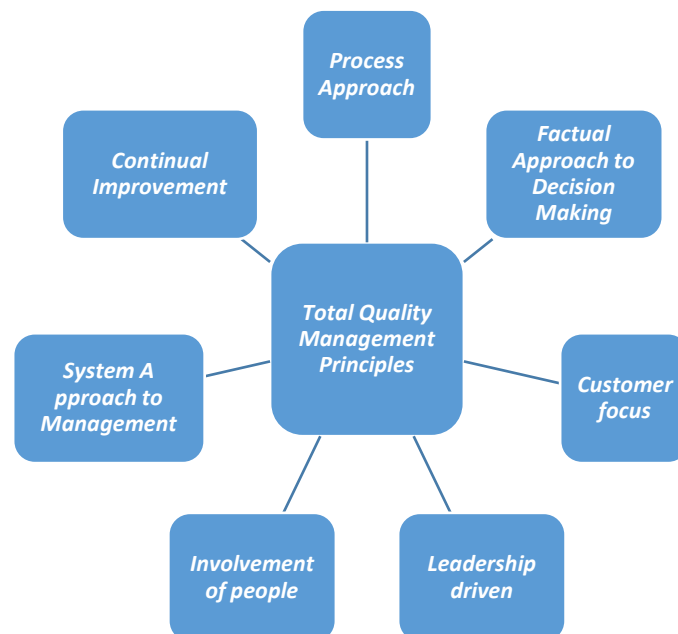 Process
Approach
Factual
Approach to
Decision
Making
Continual
Improvement
Total Quality
Management
Principles
Customer
focus
System A
pproach to
Management
Involvement
of people
Leadership
driven